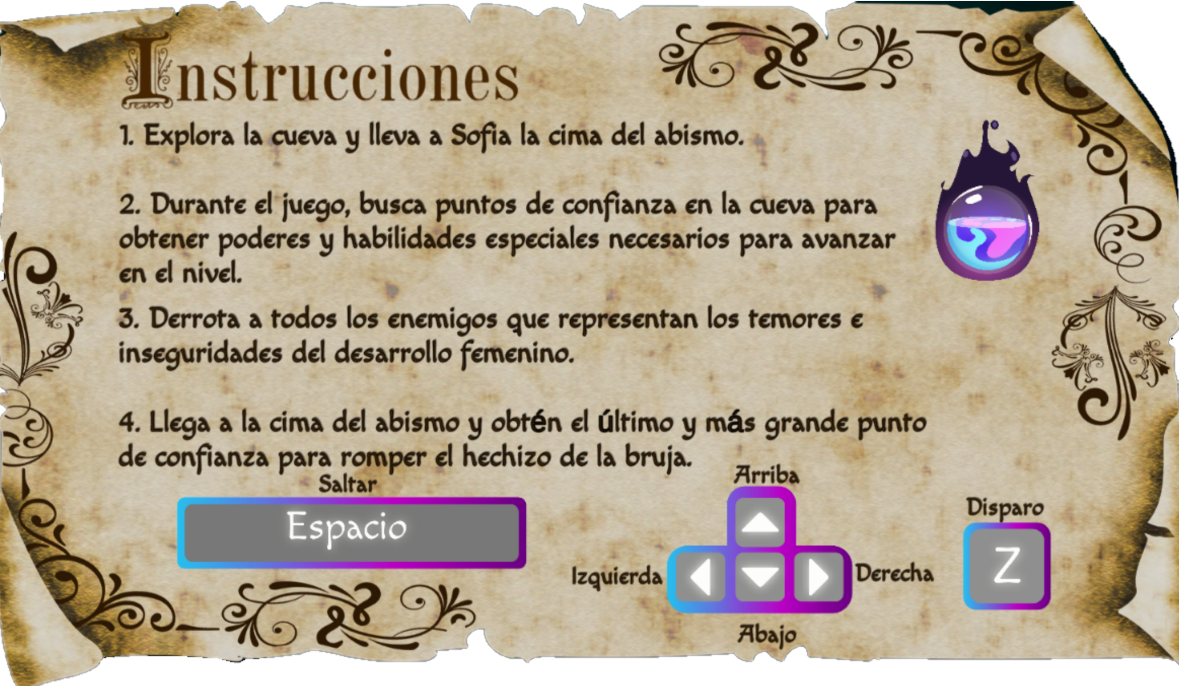 Instrucciones
1. Explora la cueva y lleva a Sofia la cima del abismo.
2. Durante el juego, busca puntos de confianza en la cueva para
obtener poderes y habilidades especiales necesarios para avanzar
en el nivel.
3. Derrota a todos los enemigos que representan los temores e
inseguridades del desarrollo femenino.
4. Llega a la cima del abismo y obtén el último y más grande punto
de confianza para romper el hechizo de la bruja.
Saltar
Espacio
Arriba
Izquierda
Derecha
Abajo
Disparo
Z